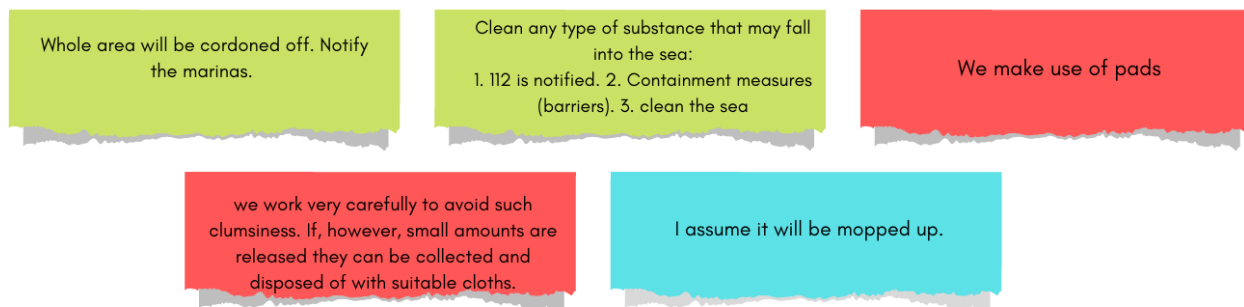 Whole area will be cordoned off. Notify
the marinas.
Clean any type of substance that may fall
into the sea:
1. 112 is notified. 2. Containment measures
(barriers). 3. clean the sea
We make use of pads
we work very carefully to avoid such
clumsiness. If, however, small amounts are
released they can be collected and
disposed of with suitable cloths.
I assume it will be mopped up.